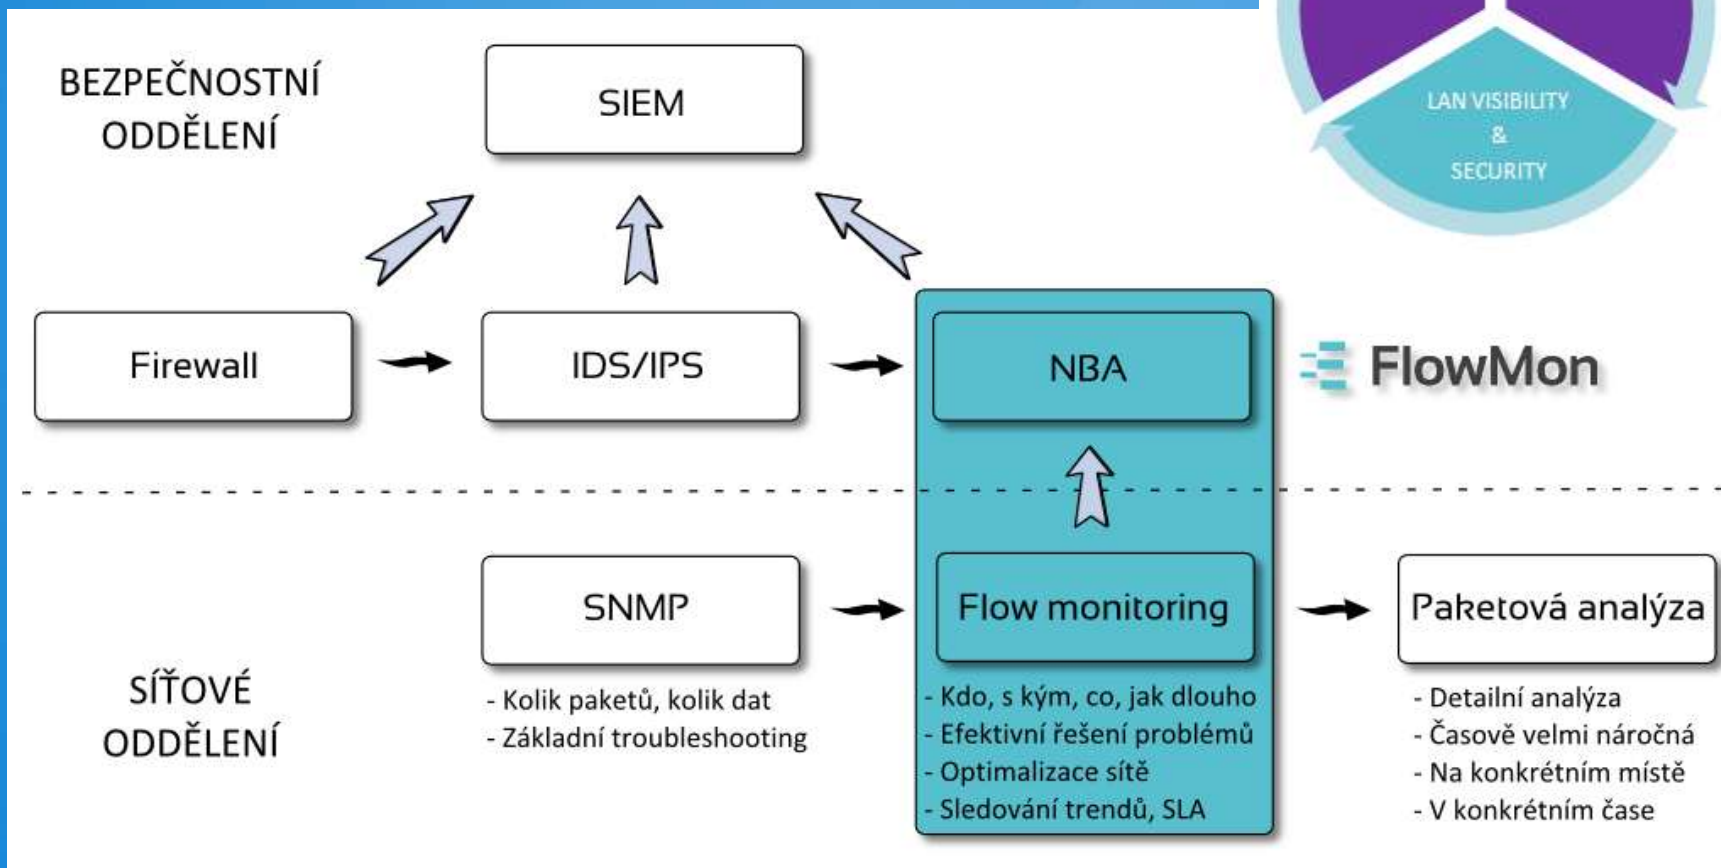 BEZPEČNOSTNÍ
ODDĚLENÍ
SIEM
LAN VISIBILITY
&
SECURITY
Firewall
IDS/IPS
NBA
FlowMon
SÍŤOVÉ
ODDĚLENÍ
SNMP
- Kolik paketů, kolik dat
- Základní troubleshooting
Flow monitoring
- Kdo, s kým, co, jak dlouho
- Efektivní řešení problémů
- Optimalizace sítě
- Sledování trendů, SLA
Paketová analýza
- Detailní analýza
- Časově velmi náročná
- Na konkrétním místě
- V konkrétním čase